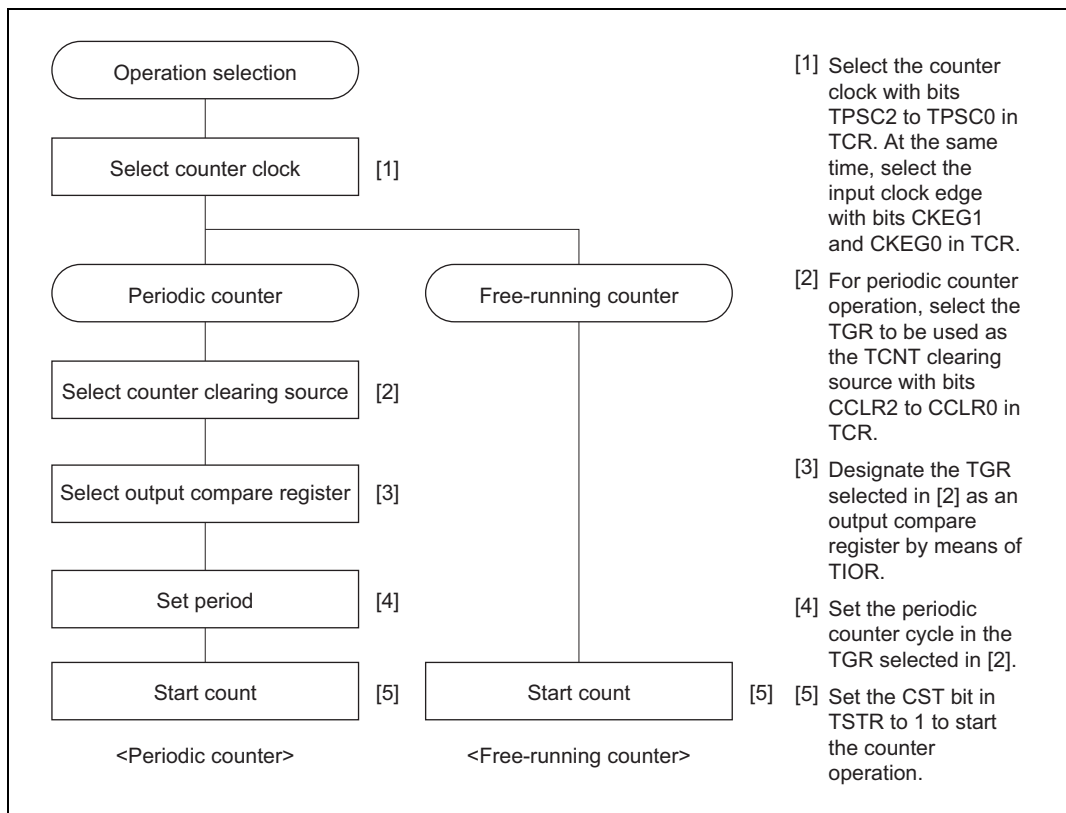 Operation selection
Select counter clock
[1]
Periodic counter
Free-running counter
Select counter clearing source
[2]
Select output compare register
[3]
Set period
[4]
Start count
[5]
Start count
[5]
<Periodic counter>
<Free-running counter>
[1] Select the counter
clock with bits
TPSC2 to TPSC0 in
TCR. At the same
time, select the
input clock edge
with bits CKEG1
and CKEG0 in TCR.
[2] For periodic counter
operation, select the
TGR to be used as
the TCNT clearing
source with bits
CCLR2 to CCLR0 in
TCR.
[3] Designate the TGR
selected in [2] as an
output compare
register by means of
TIOR.
[4] Set the periodic
counter cycle in the
TGR selected in [2].
[5] Set the CST bit in
TSTR to 1 to start
the counter
operation.